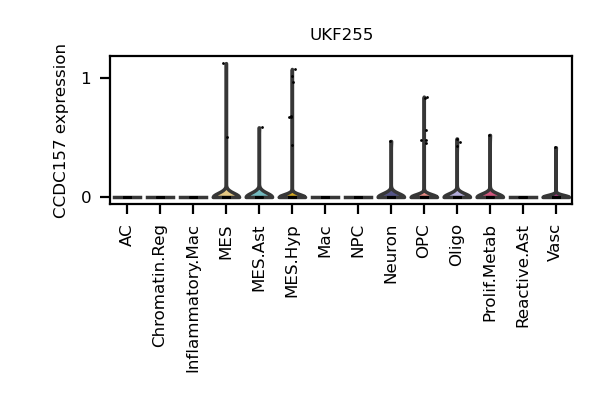 UKF255
CCDC157 expression
1
0
AC
Chromatin.Reg
Inflammatory.Mac
MES
MES.Ast
MES.Hyp
Mac
NPC
Neuron
OPC
Oligo
Prolif.Metab
Reactive.Ast
Vasc